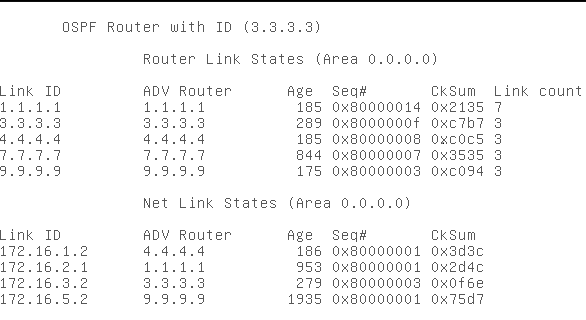 OSPF Router with ID (3.3.3.3)
Router Link States (Area 0.0.0.0)
Link ID ADV Router Age Seq# CkSum Link count
1.1.1.1 1.1.1.1 185 0x80000014 0x2135 7
3.3.3.3 3.3.3.3 289 0x8000000f 0xc7b7 3
4.4.4.4 4.4.4.4 185 0x80000008 0xc0c5 3
7.7.7.7 7.7.7.7 844 0x80000007 0x3535 3
9.9.9.9 9.9.9.9 175 0x80000003 0xc094 3
Net Link States (Area 0.0.0.0)
Link ID ADV Router Age Seq# CkSum
172.16.1.2 4.4.4.4 186 0x80000001 0x3d3c
172.16.2.1 1.1.1.1 953 0x80000001 0x2d4c
172.16.3.2 3.3.3.3 279 0x80000003 0x0f6e
172.16.5.2 9.9.9.9 1935 0x80000001 0x75d7